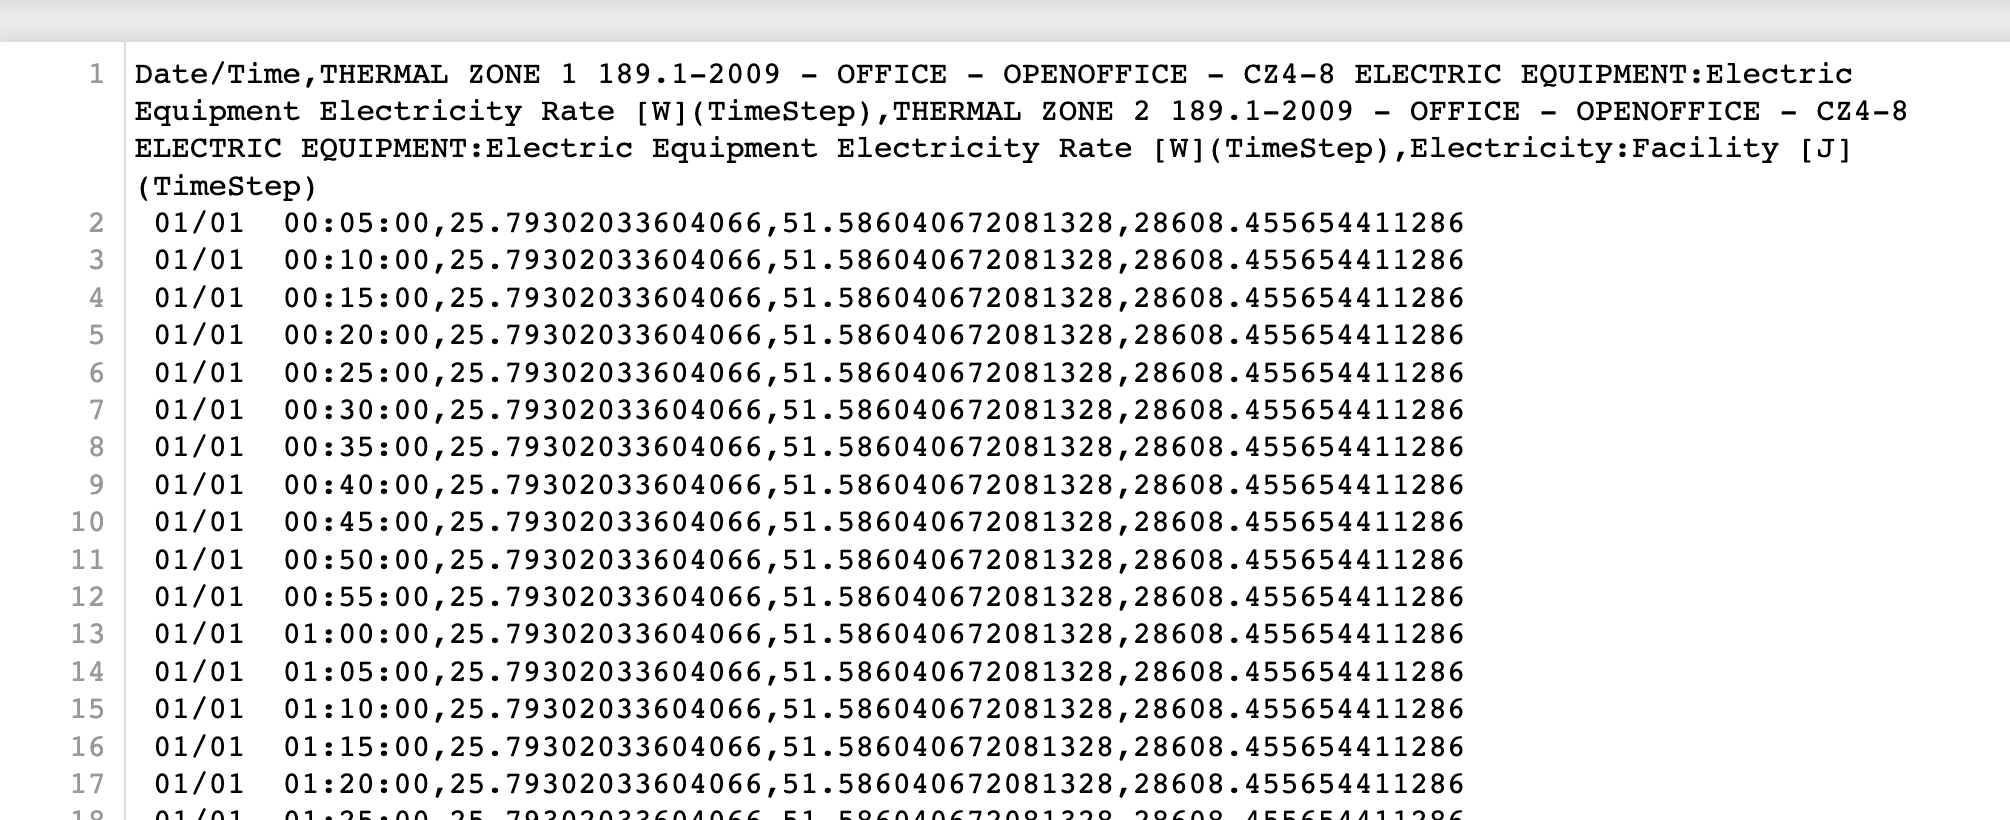 1 Date/Time,THERMAL ZONE 1 189.1-2009 - OFFICE - OPENOFFICE - CZ4-8 ELECTRIC EQUIPMENT:Electric
Equipment Electricity Rate [W](TimeStep),THERMAL ZONE 2 189.1-2009 - OFFICE - OPENOFFICE - CZ4-8
ELECTRIC EQUIPMENT:Electric Equipment Electricity Rate [W](TimeStep),Electricity:Facility [J]
(TimeStep)
2 01/01  00:05:00,25.79302033604066,51.586040672081328,28608.455654411286
3 01/01  00:10:00,25.79302033604066,51.586040672081328,28608.455654411286
4 01/01  00:15:00,25.79302033604066,51.586040672081328,28608.455654411286
5 01/01  00:20:00,25.79302033604066,51.586040672081328,28608.455654411286
6 01/01  00:25:00,25.79302033604066,51.586040672081328,28608.455654411286
7 01/01  00:30:00,25.79302033604066,51.586040672081328,28608.455654411286
8 01/01  00:35:00,25.79302033604066,51.586040672081328,28608.455654411286
9 01/01  00:40:00,25.79302033604066,51.586040672081328,28608.455654411286
10 01/01  00:45:00,25.79302033604066,51.586040672081328,28608.455654411286
11 01/01  00:50:00,25.79302033604066,51.586040672081328,28608.455654411286
12 01/01  00:55:00,25.79302033604066,51.586040672081328,28608.455654411286
13 01/01  01:00:00,25.79302033604066,51.586040672081328,28608.455654411286
14 01/01  01:05:00,25.79302033604066,51.586040672081328,28608.455654411286
15 01/01  01:10:00,25.79302033604066,51.586040672081328,28608.455654411286
16 01/01  01:15:00,25.79302033604066,51.586040672081328,28608.455654411286
17 01/01  01:20:00,25.79302033604066,51.586040672081328,28608.455654411286
18 01/01  01:25:00,25.79302033604066,51.586040672081328,28608.455654411286